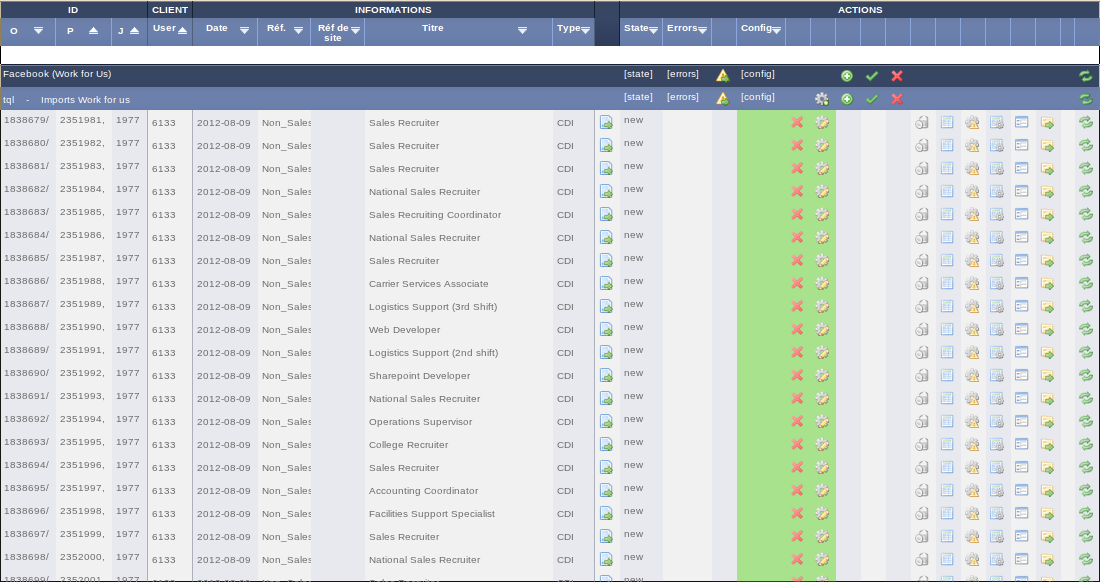 ID CLIENT INFORMATIONS ACTIONS
O P J User Date Réf. Réf de site Titre Type State Errors Config
Facebook (Work for Us) [state] [errors] [config]
tql - Imports Work for us [state] [errors] [config]
1838679/ 2351981, 1977 6133 2012-08-09 Non_Sales Sales Recruiter CDI new
1838680/ 2351982, 1977 6133 2012-08-09 Non_Sales Sales Recruiter CDI new
1838681/ 2351983, 1977 6133 2012-08-09 Non_Sales Sales Recruiter CDI new
1838682/ 2351984, 1977 6133 2012-08-09 Non_Sales National Sales Recruiter CDI new
1838683/ 2351985, 1977 6133 2012-08-09 Non_Sales Sales Recruiting Coordinator CDI new
1838684/ 2351986, 1977 6133 2012-08-09 Non_Sales National Sales Recruiter CDI new
1838685/ 2351987, 1977 6133 2012-08-09 Non_Sales Sales Recruiter CDI new
1838686/ 2351988, 1977 6133 2012-08-09 Non_Sales Carrier Services Associate CDI new
1838687/ 2351989, 1977 6133 2012-08-09 Non_Sales Logistics Support (3rd Shift) CDI new
1838688/ 2351990, 1977 6133 2012-08-09 Non_Sales Web Developer CDI new
1838689/ 2351991, 1977 6133 2012-08-09 Non_Sales Logistics Support (2nd shift) CDI new
1838690/ 2351992, 1977 6133 2012-08-09 Non_Sales Sharepoint Developer CDI new
1838691/ 2351993, 1977 6133 2012-08-09 Non_Sales National Sales Recruiter CDI new
1838692/ 2351994, 1977 6133 2012-08-09 Non_Sales Operations Supervisor CDI new
1838693/ 2351995, 1977 6133 2012-08-09 Non_Sales College Recruiter CDI new
1838694/ 2351996, 1977 6133 2012-08-09 Non_Sales Sales Recruiter CDI new
1838695/ 2351997, 1977 6133 2012-08-09 Non_Sales Accounting Coordinator CDI new
1838696/ 2351998, 1977 6133 2012-08-09 Non_Sales Facilities Support Specialist CDI new
1838697/ 2351999, 1977 6133 2012-08-09 Non_Sales Sales Recruiter CDI new
1838698/ 2352000, 1977 6133 2012-08-09 Non_Sales National Sales Recruiter CDI new
1838699/ 2352001, 1977 new